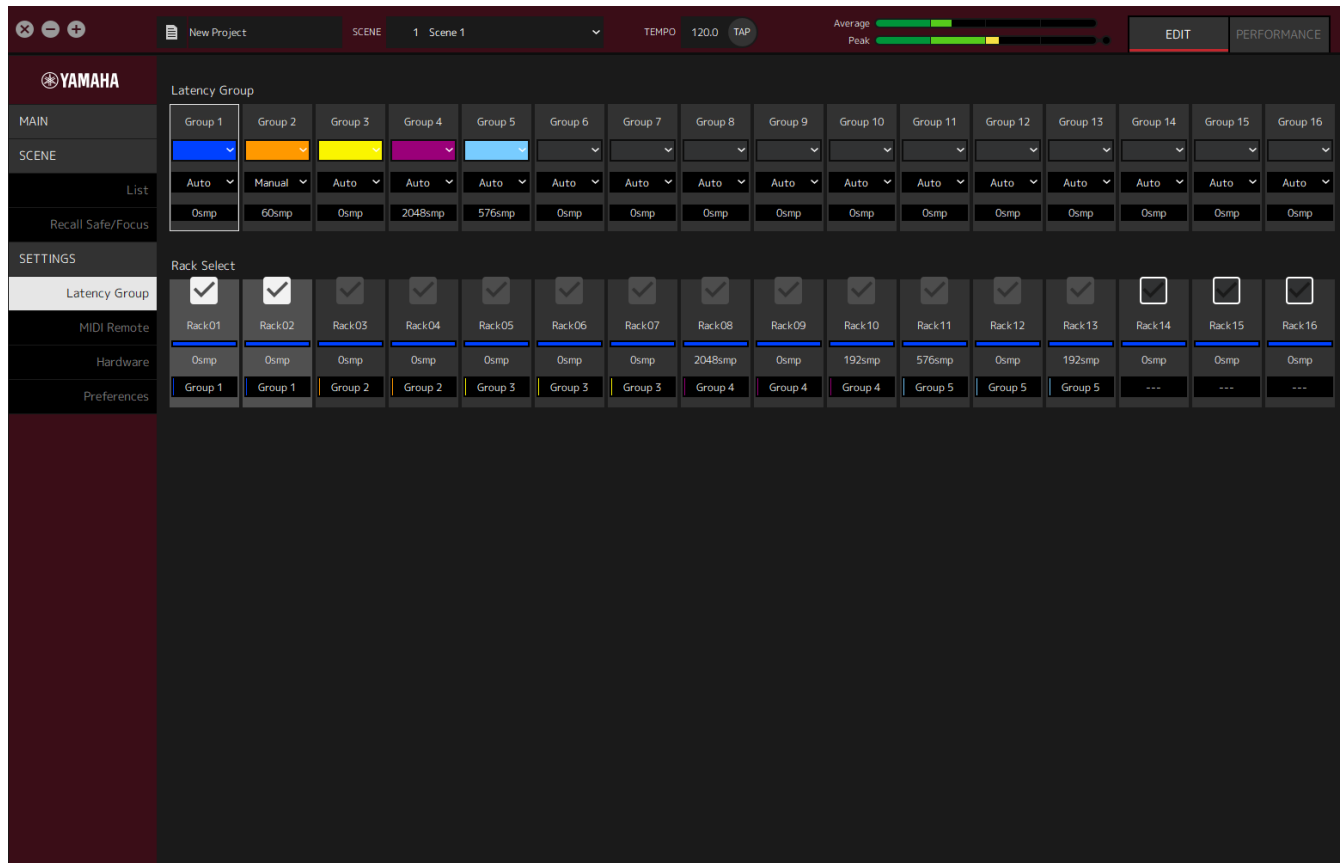 New Project SCENE 1 Scene 1 TEMPO 120.0 TAP Average EDIT PERFORMANCE
Peak
YAMAHA
MAIN
SCENE
List
Recall Safe/Focus
SETTINGS
Latency Group
MIDI Remote
Hardware
Preferences
Latency Group
Group 1 Group 2 Group 3 Group 4 Group 5 Group 6 Group 7 Group 8 Group 9 Group 10 Group 11 Group 12 Group 13 Group 14 Group 15 Group 16
Auto Manual Auto Auto Auto Auto Auto Auto Auto Auto Auto Auto Auto Auto Auto Auto
0smp 60smp 0smp 2048smp 576smp 0smp 0smp 0smp 0smp 0smp 0smp 0smp 0smp 0smp 0smp 0smp
Rack Select
Rack01 Rack02 Rack03 Rack04 Rack05 Rack06 Rack07 Rack08 Rack09 Rack10 Rack11 Rack12 Rack13 Rack14 Rack15 Rack16
0smp 0smp 0smp 0smp 0smp 0smp 0smp 2048smp 0smp 192smp 576smp 0smp 192smp 0smp 0smp 0smp
Group 1 Group 1 Group 2 Group 2 Group 3 Group 3 Group 3 Group 4 Group 4 Group 4 Group 5 Group 5 Group 5 --- --- ---